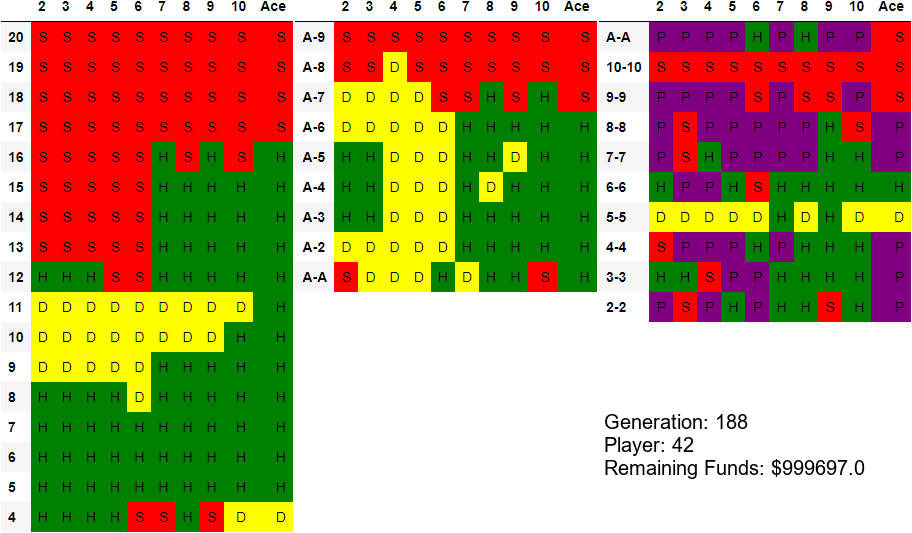 2 3 4 5 6 7 8 9 10 Ace
20 S S S S S S S S S S
19 S S S S S S S S S S
18 S S S S S S S S S S
17 S S S S S S S S S S
16 S S S S S H S H S H
15 S S S S S H H H H H
14 S S S S S H H H H H
13 S S S S S H H H H H
12 H H H S S H H H H H
11 D D D D D D D D D H
10 D D D D D D D D H H
9 D D D D D H H H H H
8 H H H H D H H H H H
7 H H H H H H H H H H
6 H H H H H H H H H H
5 H H H H H H H H H H
4 H H H H S S H S D D
2 3 4 5 6 7 8 9 10 Ace
A-9 S S S S S S S S S S
A-8 S S D S S S S S S S
A-7 D D D D S S H S H S
A-6 D D D D D H H H H H
A-5 H H D D D H H D H H
A-4 H H D D D H D H H H
A-3 H H D D D H H H H H
A-2 D D D D D H H H H H
A-A S D D D H D H H S H
2 3 4 5 6 7 8 9 10 Ace
A-A P P P P H P H P P S
10-10 S S S S S S S S S S
9-9 P P P P S P S S P S
8-8 P S P P P P P H S P
7-7 P S H P P P P H H P
6-6 H P P H S H H H H H
5-5 D D D D D H D H D D
4-4 S P P P H P H H H P
3-3 H H S P P H H H H P
2-2 P S P H P H H S H P
Generation: 188
Player: 42
Remaining Funds: $999697.0